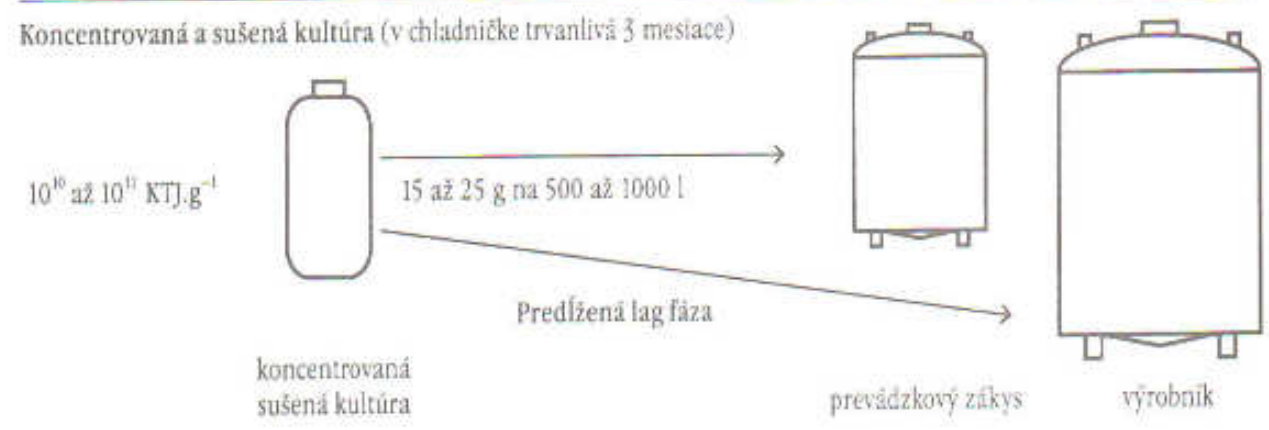 Koncentrovaná a sušená kultúra (v chladničke trvanlivá 3 mesiace)
10¹⁰ až 10¹¹ KTJ.g⁻¹
15 až 25 g na 500 až 1000 l
Predĺžená lag fáza
koncentrovaná
sušená kultúra
prevádzkový zákys
výrobník